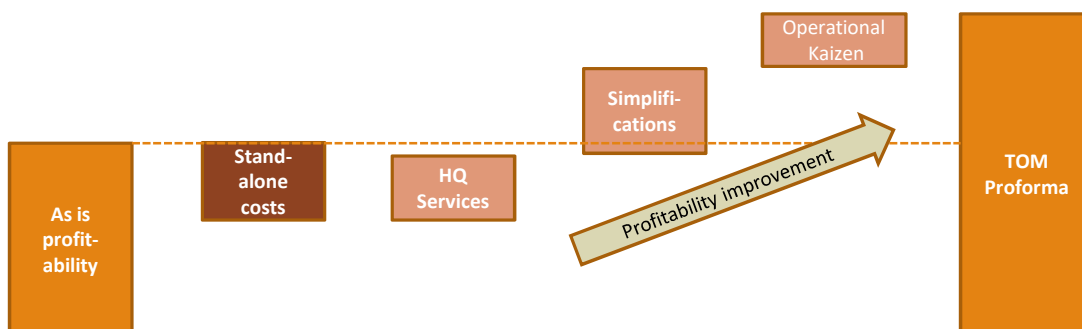 As is
profit-
ability
Stand-
alone
costs
HQ
Services
Simplifi-
cations
Operational
Kaizen
Profitability improvement
TOM
Proforma